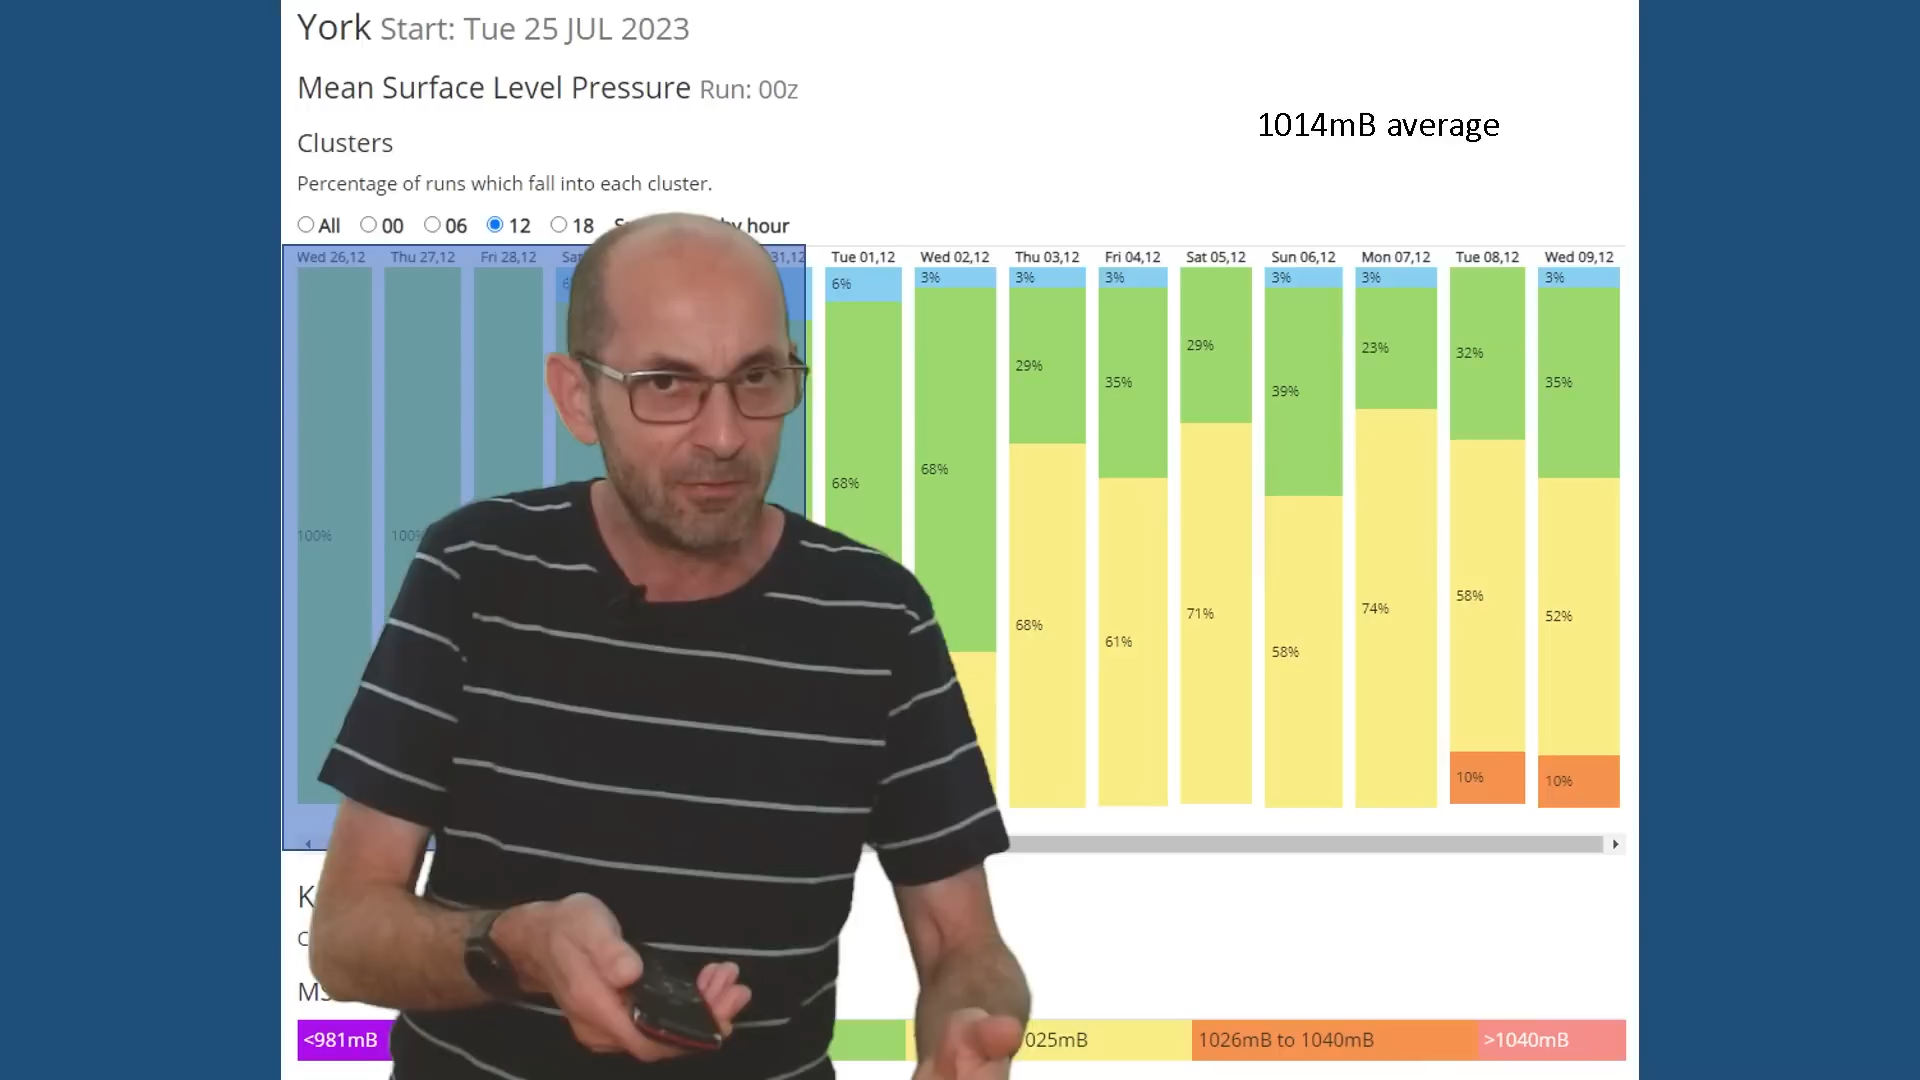 York Start: Tue 25 JUL 2023
Mean Surface Level Pressure Run: 00z
1014mB average
Clusters
Percentage of runs which fall into each cluster.
All 00 06 12 18 hour
Wed 26,12 Thu 27,12 Fri 28,12 31,12 Tue 01,12 Wed 02,12 Thu 03,12 Fri 04,12 Sat 05,12 Sun 06,12 Mon 07,12 Tue 08,12 Wed 09,12
6% 3% 3% 3% 3% 3% 3%
29% 23% 32%
29% 35% 39% 35%
68% 68%
100% 100%
68% 61% 71% 58% 74% 58% 52%
10% 10%
<981mB 025mB 1026mB to 1040mB >1040mB